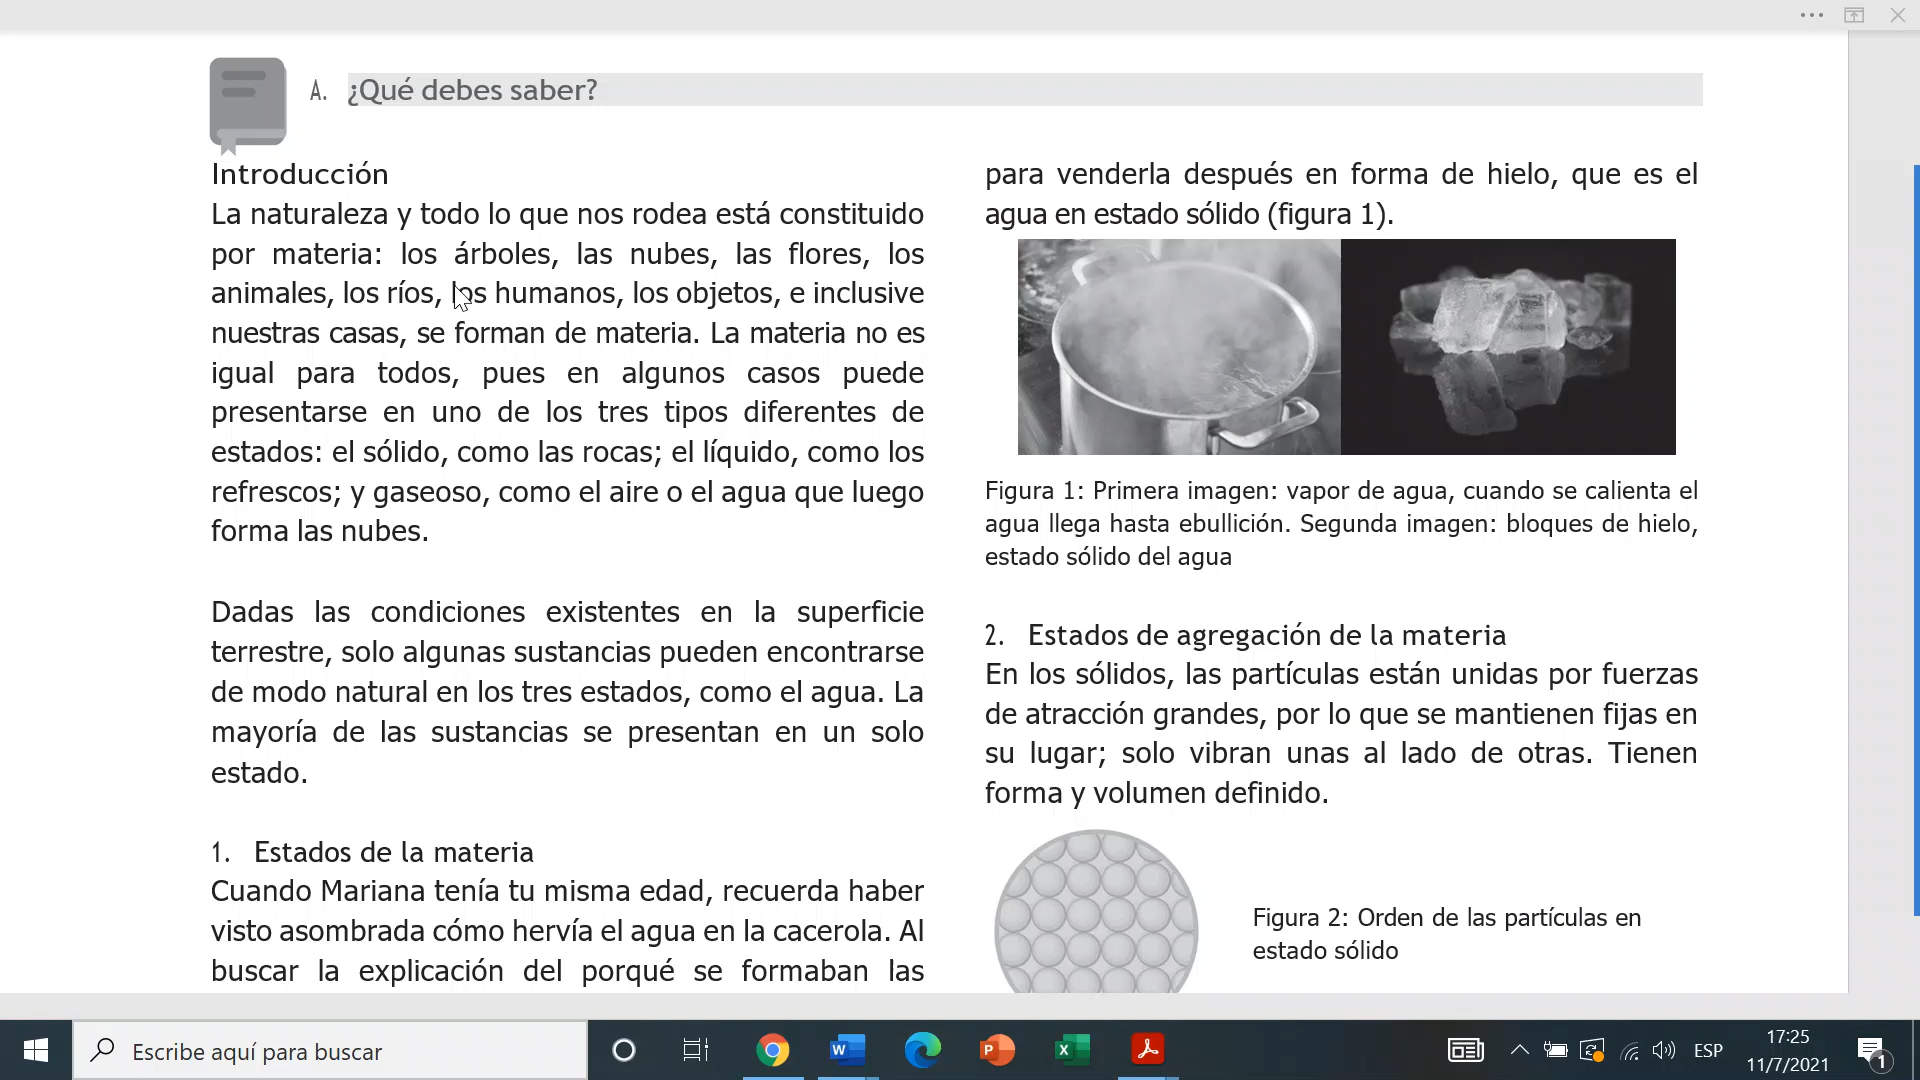 A. ¿Qué debes saber?
Introducción
La naturaleza y todo lo que nos rodea está constituido
por materia: los árboles, las nubes, las flores, los
animales, los ríos, los humanos, los objetos, e inclusive
nuestras casas, se forman de materia. La materia no es
igual para todos, pues en algunos casos puede
presentarse en uno de los tres tipos diferentes de
estados: el sólido, como las rocas; el líquido, como los
refrescos; y gaseoso, como el aire o el agua que luego
forma las nubes.
Dadas las condiciones existentes en la superficie
terrestre, solo algunas sustancias pueden encontrarse
de modo natural en los tres estados, como el agua. La
mayoría de las sustancias se presentan en un solo
estado.
1. Estados de la materia
Cuando Mariana tenía tu misma edad, recuerda haber
visto asombrada cómo hervía el agua en la cacerola. Al
buscar la explicación del porqué se formaban las
para venderla después en forma de hielo, que es el
agua en estado sólido (figura 1).
Figura 1: Primera imagen: vapor de agua, cuando se calienta el
agua llega hasta ebullición. Segunda imagen: bloques de hielo,
estado sólido del agua
2. Estados de agregación de la materia
En los sólidos, las partículas están unidas por fuerzas
de atracción grandes, por lo que se mantienen fijas en
su lugar; solo vibran unas al lado de otras. Tienen
forma y volumen definido.
Figura 2: Orden de las partículas en
estado sólido
Escribe aquí para buscar
W
P
X
ESP
17:25
11/7/2021
1